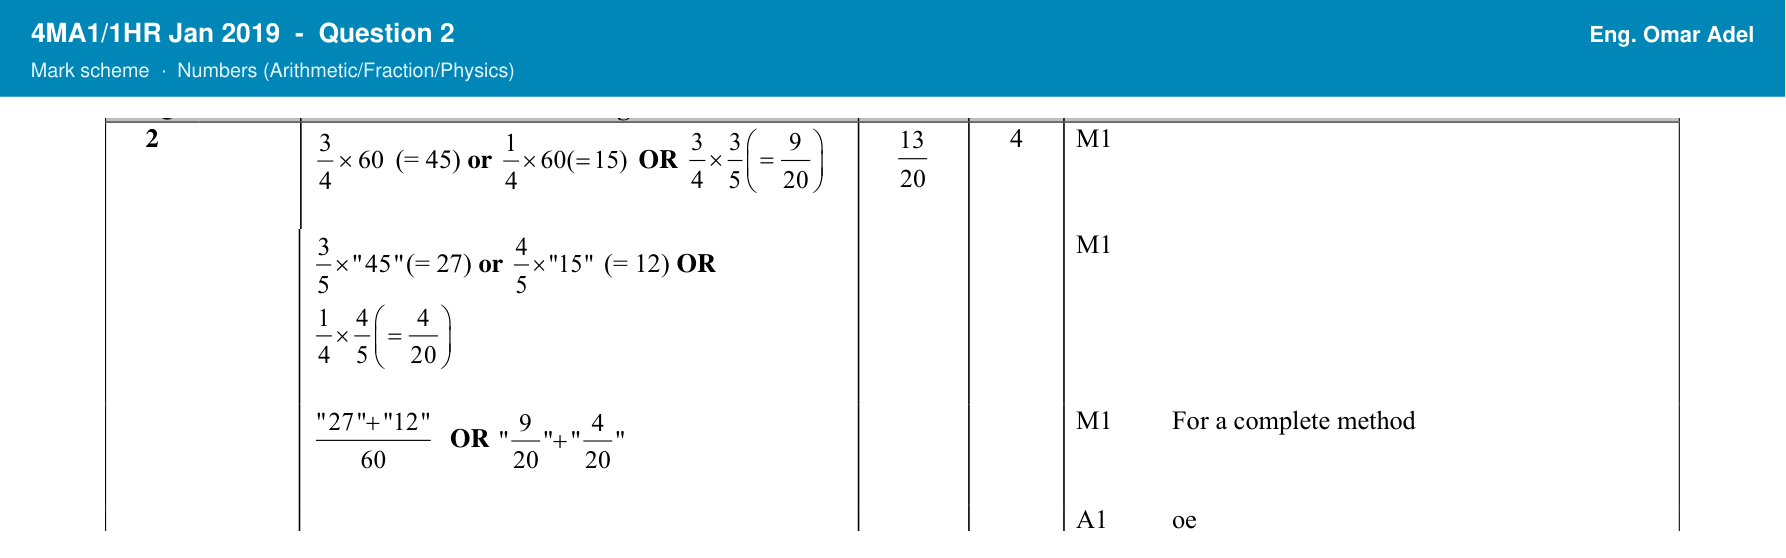 4MA1/1HR Jan 2019 - Question 2
Eng. Omar Adel
Mark scheme · Numbers (Arithmetic/Fraction/Physics)
2 3/4 × 60 (= 45) or 1/4 × 60(= 15) OR 3/4 × 3/5 (= 9/20) 13/20 4 M1
3/5 × "45"(= 27) or 4/5 × "15" (= 12) OR M1
1/4 × 4/5 (= 4/20)
"27"+"12"/60 OR "9/20"+"4/20" M1 For a complete method
A1 oe